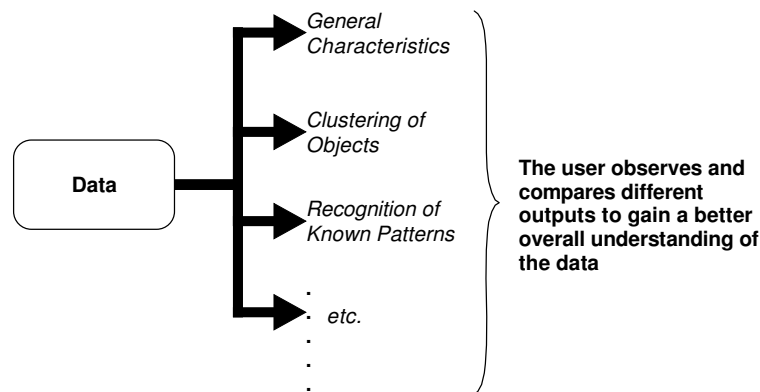 General
Characteristics
Clustering of
Objects
Data
Recognition of
Known Patterns
etc.
The user observes and
compares different
outputs to gain a better
overall understanding of
the data